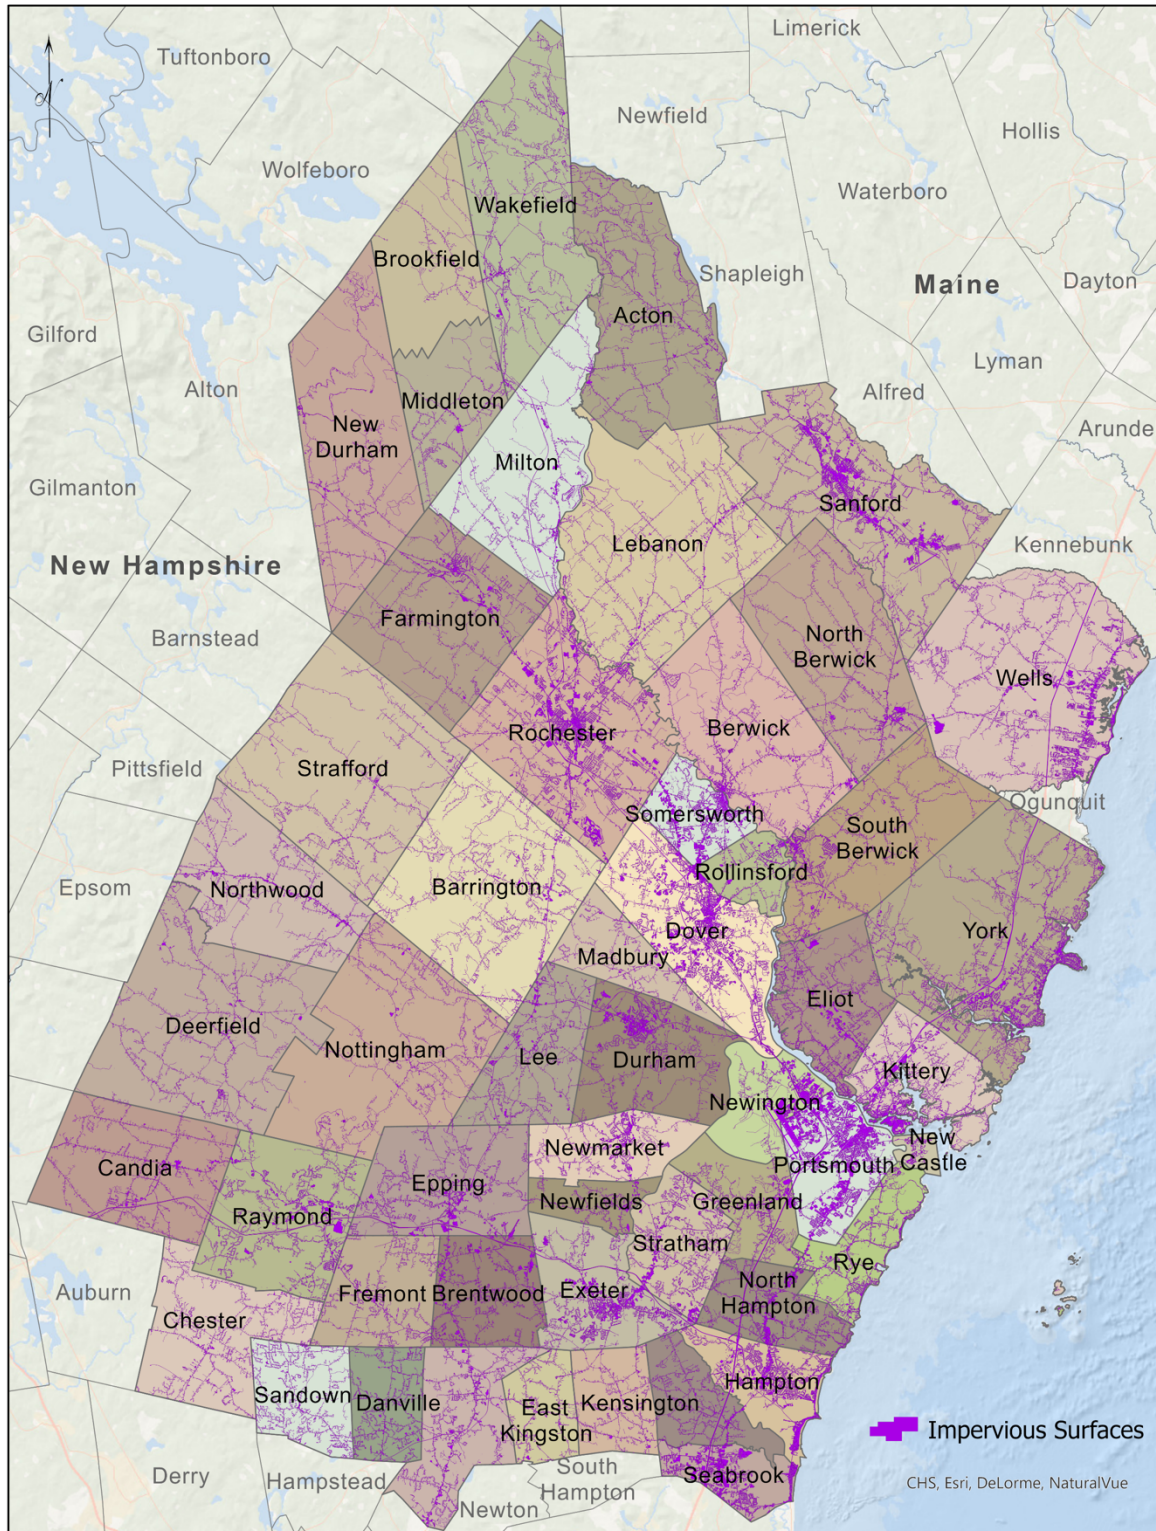 Limerick
Tuftonboro
Newfield
Hollis
Wolfeboro
Waterboro
Wakefield
Brookfield
Shapleigh
Maine
Dayton
Acton
Gilford
Lyman
Alton
Alfred
Middleton
New
Durham
Arunde
Milton
Gilmanton
Sanford
Lebanon
Kennebunk
New Hampshire
Farmington
Barnstead
North
Berwick
Wells
Rochester
Berwick
Strafford
Pittsfield
Ogunquit
Somersworth
South
Berwick
Rollinsford
Epsom
Northwood
Barrington
Dover
York
Madbury
Eliot
Deerfield
Nottingham
Lee
Durham
Kittery
Newington
New
Castle
Newmarket
Portsmouth
Candia
Epping
Newfields
Greenland
Raymond
Stratham
Rye
North
Hampton
Auburn
Fremont
Brentwood
Exeter
Chester
Hampton
Sandown
Danville
East
Kingston
Kensington
Impervious Surfaces
Derry
Hampstead
South
Hampton
Seabrook
CHS, Esri, DeLorme, NaturalVue
Newton